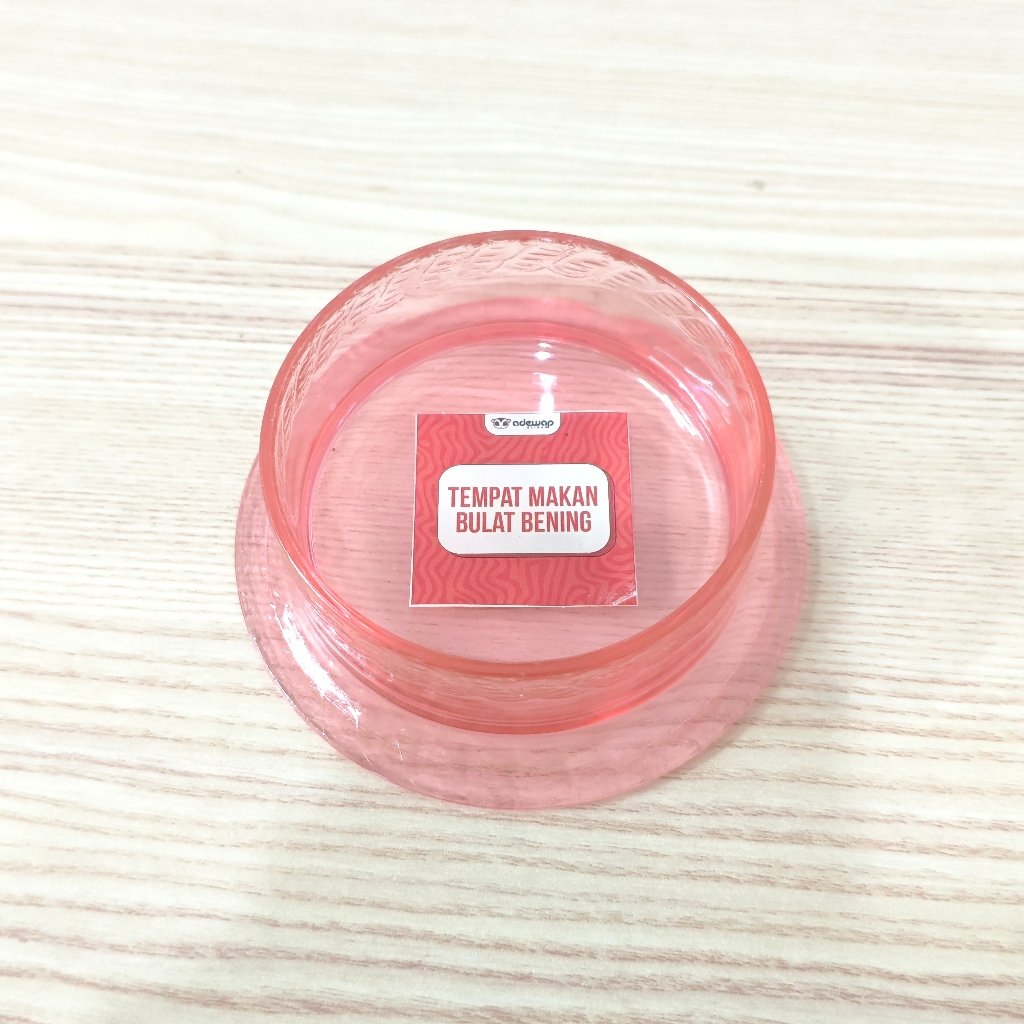 adewap
TEMPAT MAKAN
BULAT BENING